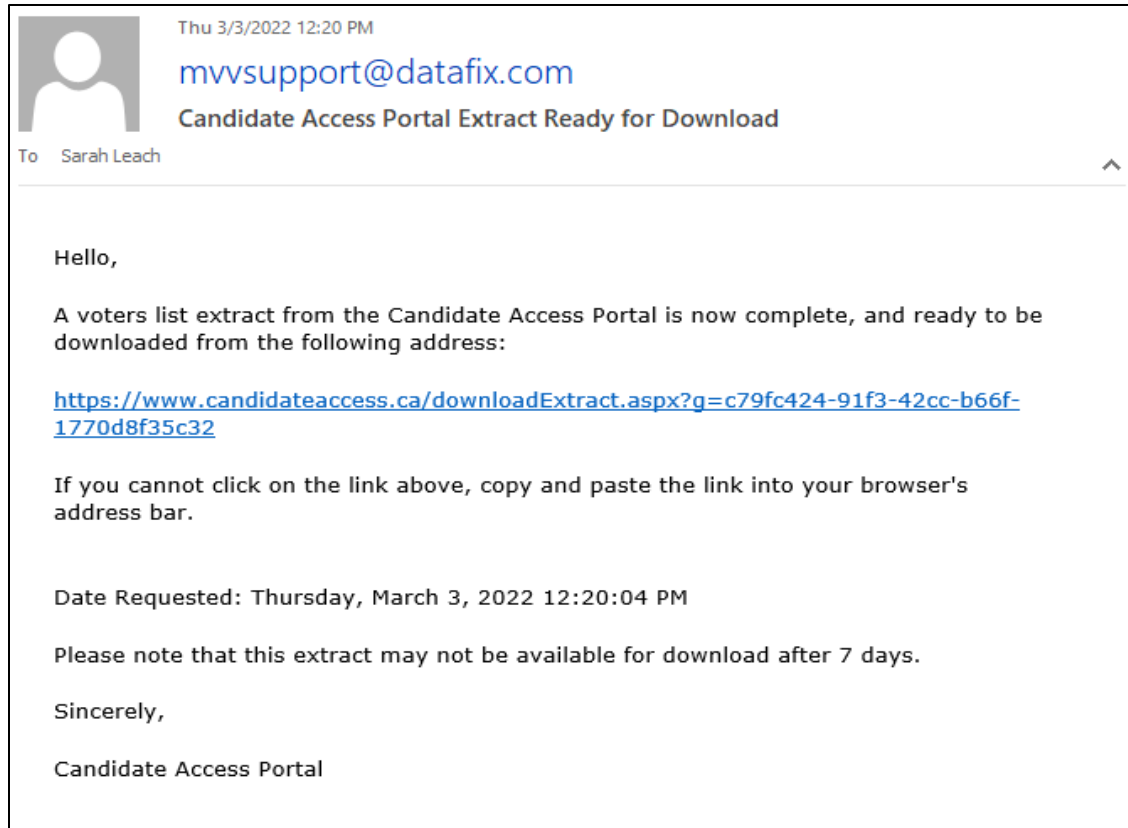 Thu 3/3/2022 12:20 PM
mvvsupport@datafix.com
Candidate Access Portal Extract Ready for Download
To Sarah Leach
Hello,
A voters list extract from the Candidate Access Portal is now complete, and ready to be
downloaded from the following address:
https://www.candidateaccess.ca/downloadExtract.aspx?g=c79fc424-91f3-42cc-b66f-
1770d8f35c32
If you cannot click on the link above, copy and paste the link into your browser's
address bar.
Date Requested: Thursday, March 3, 2022 12:20:04 PM
Please note that this extract may not be available for download after 7 days.
Sincerely,
Candidate Access Portal